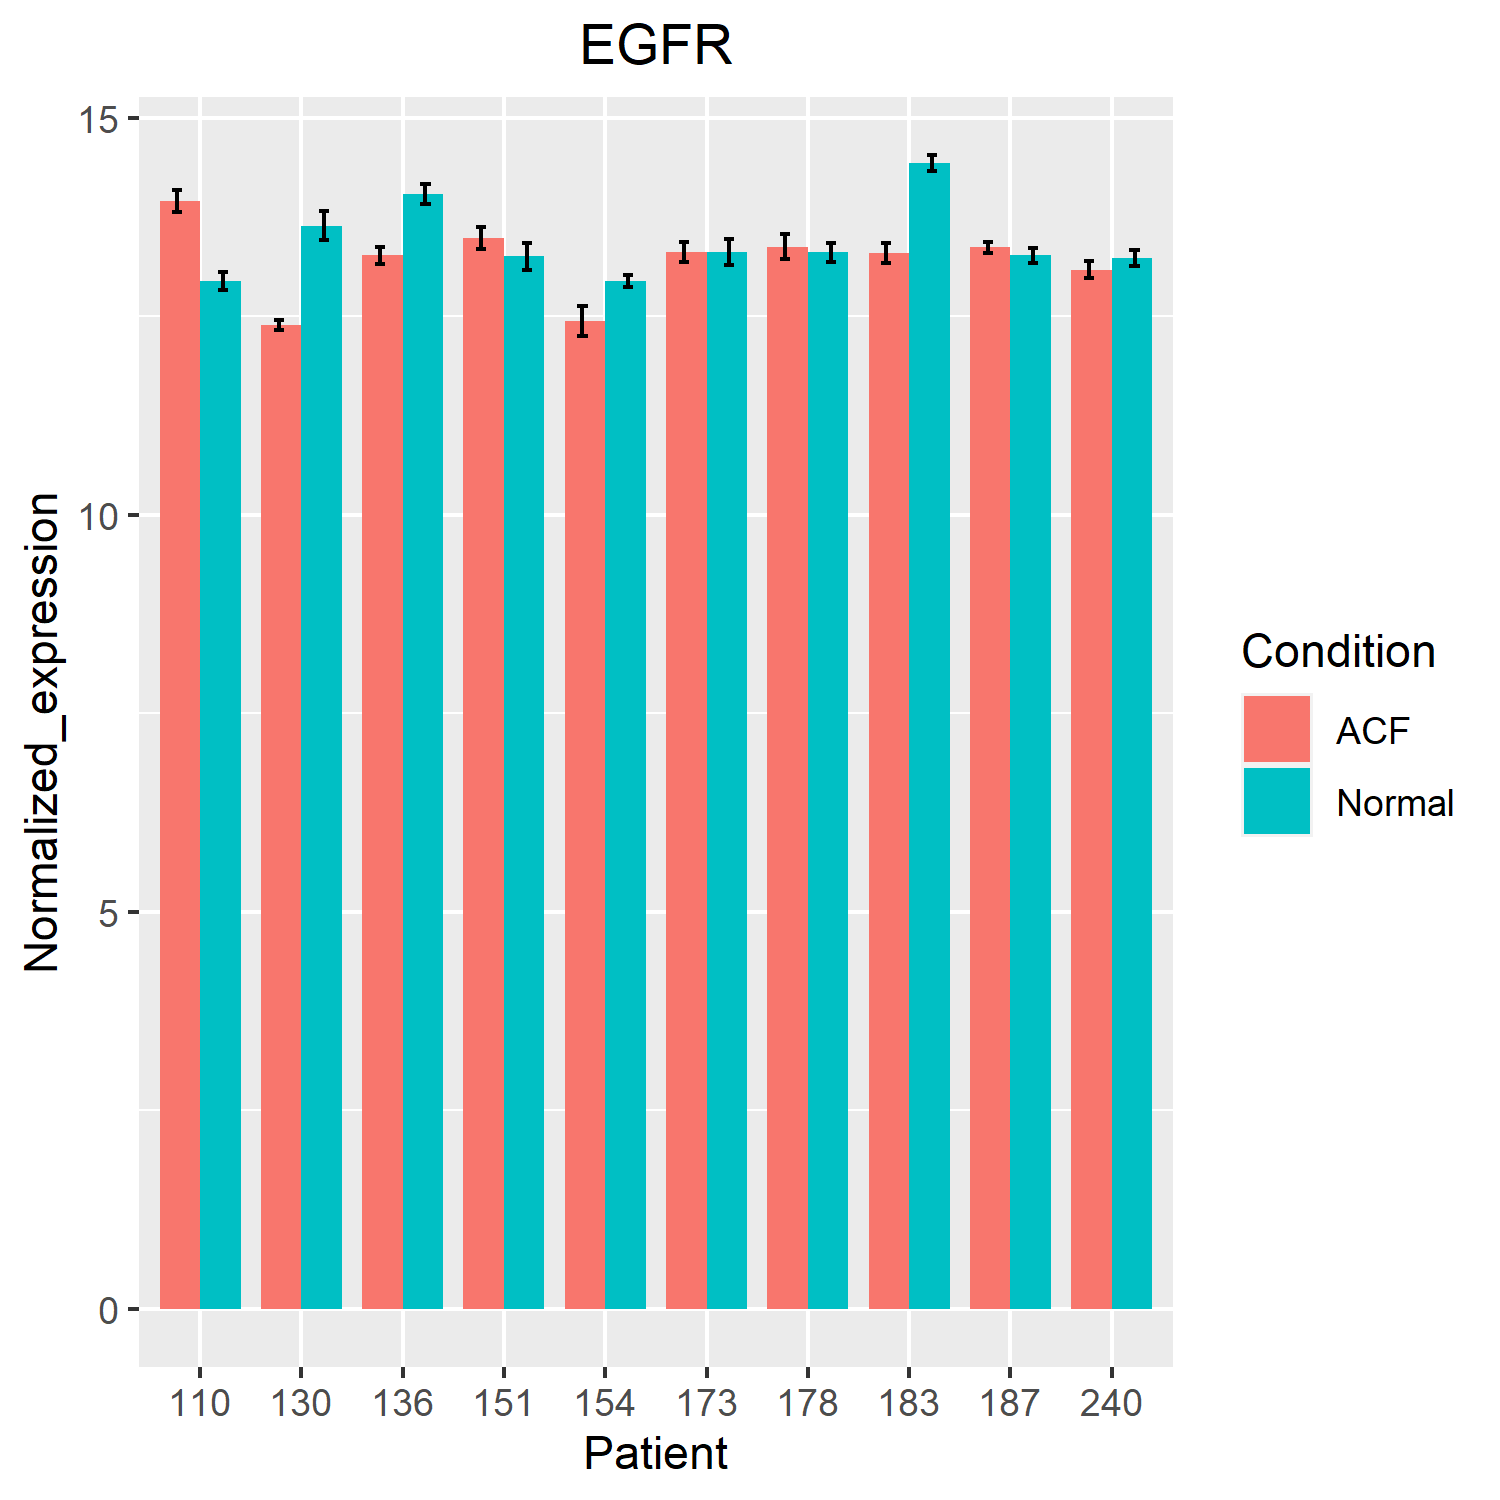 EGFR
15
10
5
0
Normalized_expression
110 130 136 151 154 173 178 183 187 240
Patient
Condition
ACF
Normal